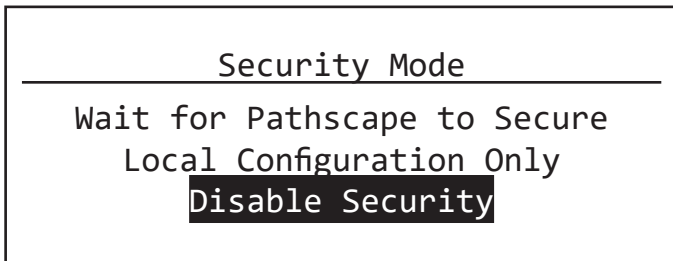 Security Mode
Wait for Pathscape to Secure
Local Configuration Only
Disable Security